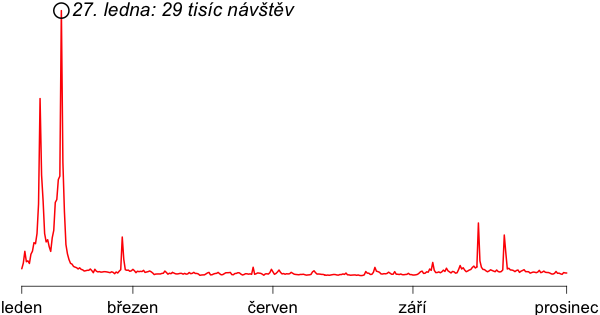 27. ledna: 29 tisíc návštěv
leden březen červen září prosinec